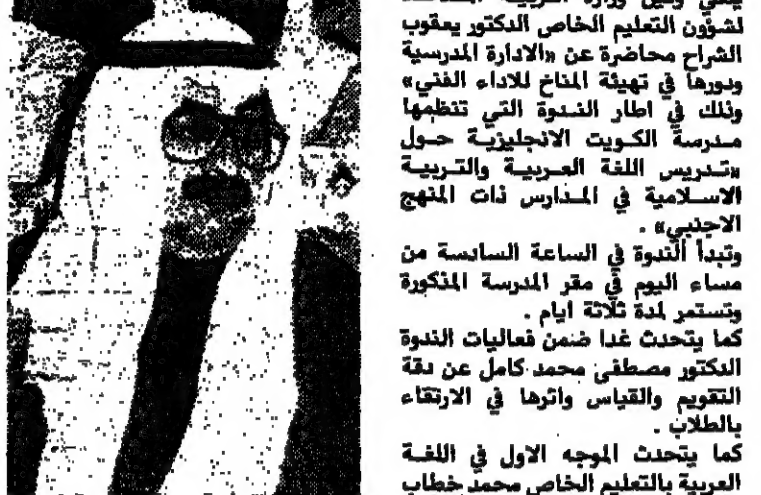 لشؤون التعليم الخاص الدكتور يعقوب
الشراح محاضرة عن «الادارة المدرسية
ودورها في تهيئة المناخ للاداء الفني»
وذلك في اطار الندوة التي تنظمها
مدرسة الكويت الانجليزية حول
«تدريس اللغة العربية والتربية
الاسلامية في المدارس ذات المنهج
الاجنبي» .
وتبدأ الندوة في الساعة السادسة من
مساء اليوم في مقر المدرسة المذكورة
وتستمر لمدة ثلاثة ايام .
كما يتحدث غدا ضمن فعاليات الندوة
الدكتور مصطفى محمد كامل عن دقة
التقويم والقياس واثرها في الارتقاء
بالطلاب .
كما يتحدث الموجه الاول في اللغة
العربية بالتعليم الخاص محمد خطاب